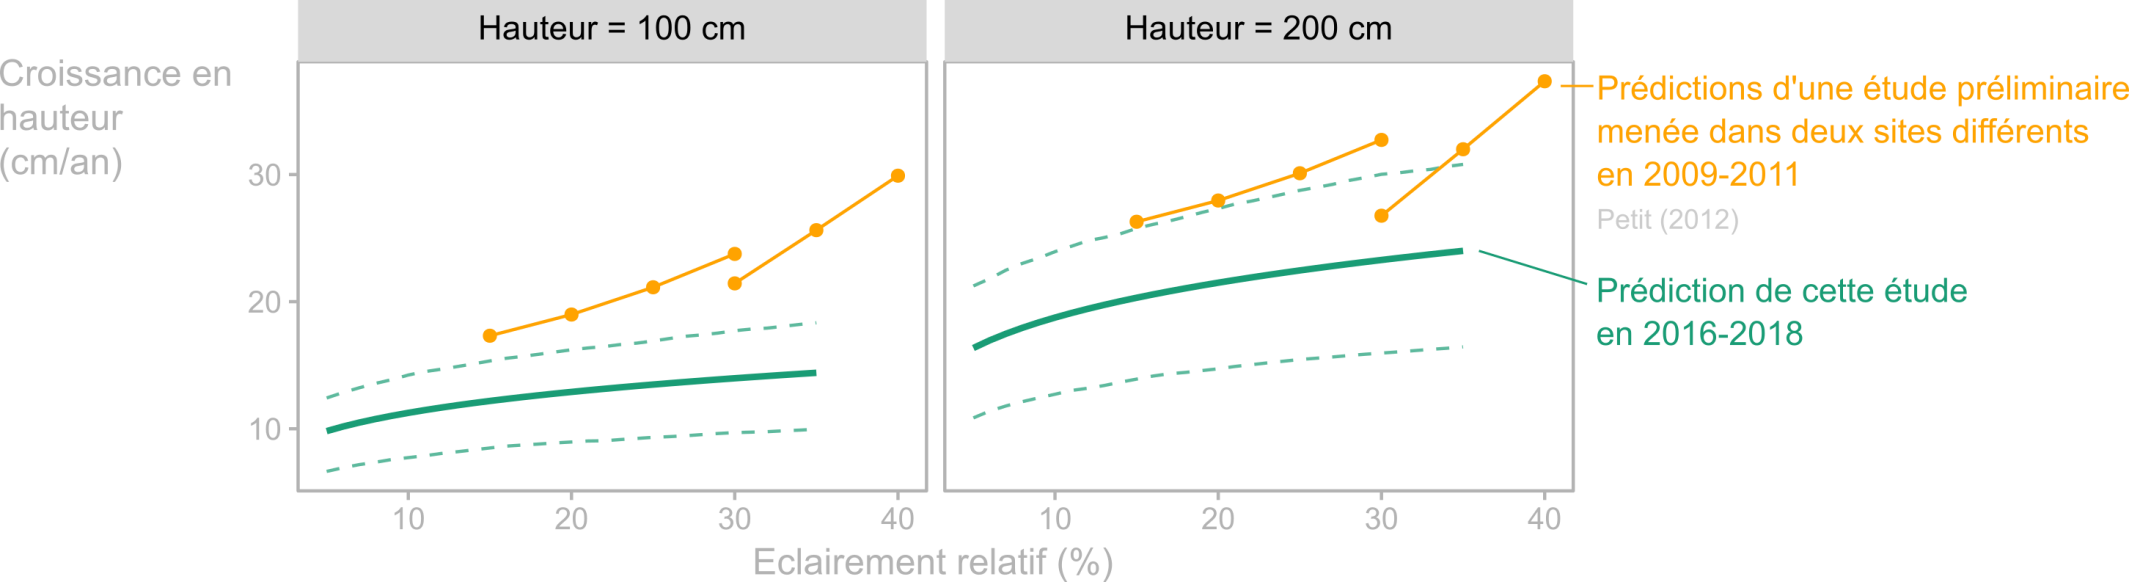 Hauteur = 100 cm
Hauteur = 200 cm
Croissance en
hauteur
(cm/an)
30
20
10
10
20
30
40
10
20
30
40
Eclairement relatif (%)
Prédictions d'une étude préliminaire
menée dans deux sites différents
en 2009-2011
Petit (2012)
Prédiction de cette étude
en 2016-2018